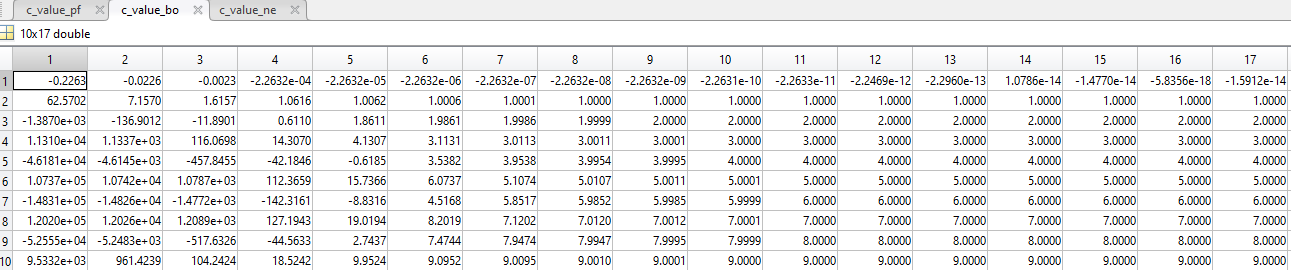 c_value_pf c_value_bo c_value_ne
10x17 double
1 2 3 4 5 6 7 8 9 10 11 12 13 14 15 16 17
1 -0.2263 -0.0226 -0.0023 -2.2632e-04 -2.2632e-05 -2.2632e-06 -2.2632e-07 -2.2632e-08 -2.2632e-09 -2.2631e-10 -2.2633e-11 -2.2469e-12 -2.2960e-13 1.0786e-14 -1.4770e-14 -5.8356e-18 -1.5912e-14
2 62.5702 7.1570 1.6157 1.0616 1.0062 1.0006 1.0001 1.0000 1.0000 1.0000 1.0000 1.0000 1.0000 1.0000 1.0000 1.0000 1.0000
3 -1.3870e+03 -136.9012 -11.8901 0.6110 1.8611 1.9861 1.9986 1.9999 2.0000 2.0000 2.0000 2.0000 2.0000 2.0000 2.0000 2.0000 2.0000
4 1.1310e+04 1.1337e+03 116.0698 14.3070 4.1307 3.1131 3.0113 3.0011 3.0001 3.0000 3.0000 3.0000 3.0000 3.0000 3.0000 3.0000 3.0000
5 -4.6181e+04 -4.6145e+03 -457.8455 -42.1846 -0.6185 3.5382 3.9538 3.9954 3.9995 4.0000 4.0000 4.0000 4.0000 4.0000 4.0000 4.0000 4.0000
6 1.0737e+05 1.0742e+04 1.0787e+03 112.3659 15.7366 6.0737 5.1074 5.0107 5.0011 5.0001 5.0000 5.0000 5.0000 5.0000 5.0000 5.0000 5.0000
7 -1.4831e+05 -1.4826e+04 -1.4772e+03 -142.3161 -8.8316 4.5168 5.8517 5.9852 5.9985 5.9999 6.0000 6.0000 6.0000 6.0000 6.0000 6.0000 6.0000
8 1.2020e+05 1.2026e+04 1.2089e+03 127.1943 19.0194 8.2019 7.1202 7.0120 7.0012 7.0001 7.0000 7.0000 7.0000 7.0000 7.0000 7.0000 7.0000
9 -5.2555e+04 -5.2483e+03 -517.6326 -44.5633 2.7437 7.4744 7.9474 7.9947 7.9995 7.9999 8.0000 8.0000 8.0000 8.0000 8.0000 8.0000 8.0000
10 9.5332e+03 961.4239 104.2424 18.5242 9.9524 9.0952 9.0095 9.0010 9.0001 9.0000 9.0000 9.0000 9.0000 9.0000 9.0000 9.0000 9.0000